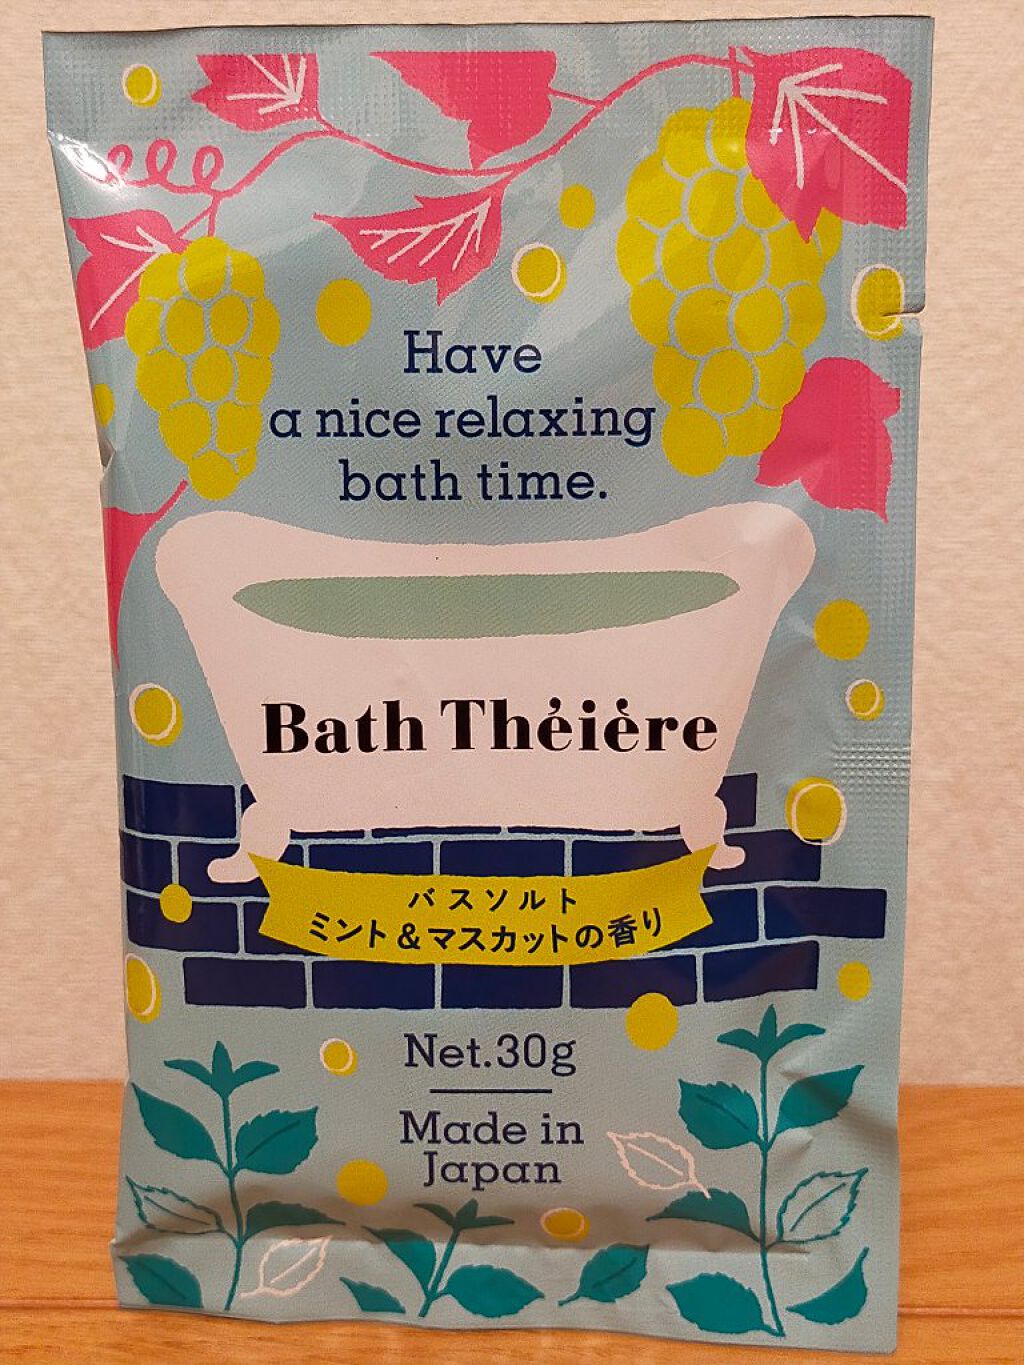 Have
a nice relaxing
bath time.
Bath Théière
バスソルト
ミント&マスカットの香り
Net.30g
Made in
Japan